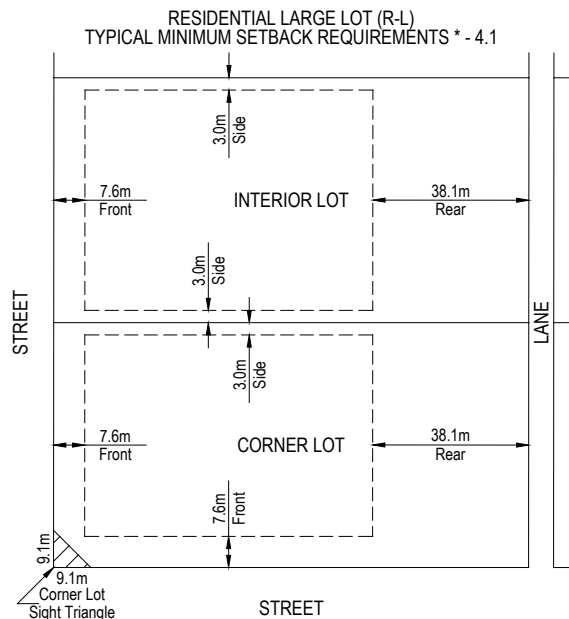 RESIDENTIAL LARGE LOT (R-L)
TYPICAL MINIMUM SETBACK REQUIREMENTS * - 4.1
3.0m
Side
7.6m
Front
INTERIOR LOT
38.1m
Rear
3.0m
Side
STREET
LANE
3.0m
Side
7.6m
Front
CORNER LOT
38.1m
Rear
7.6m
Front
9.1m
9.1m
Corner Lot
Sight Triangle
STREET